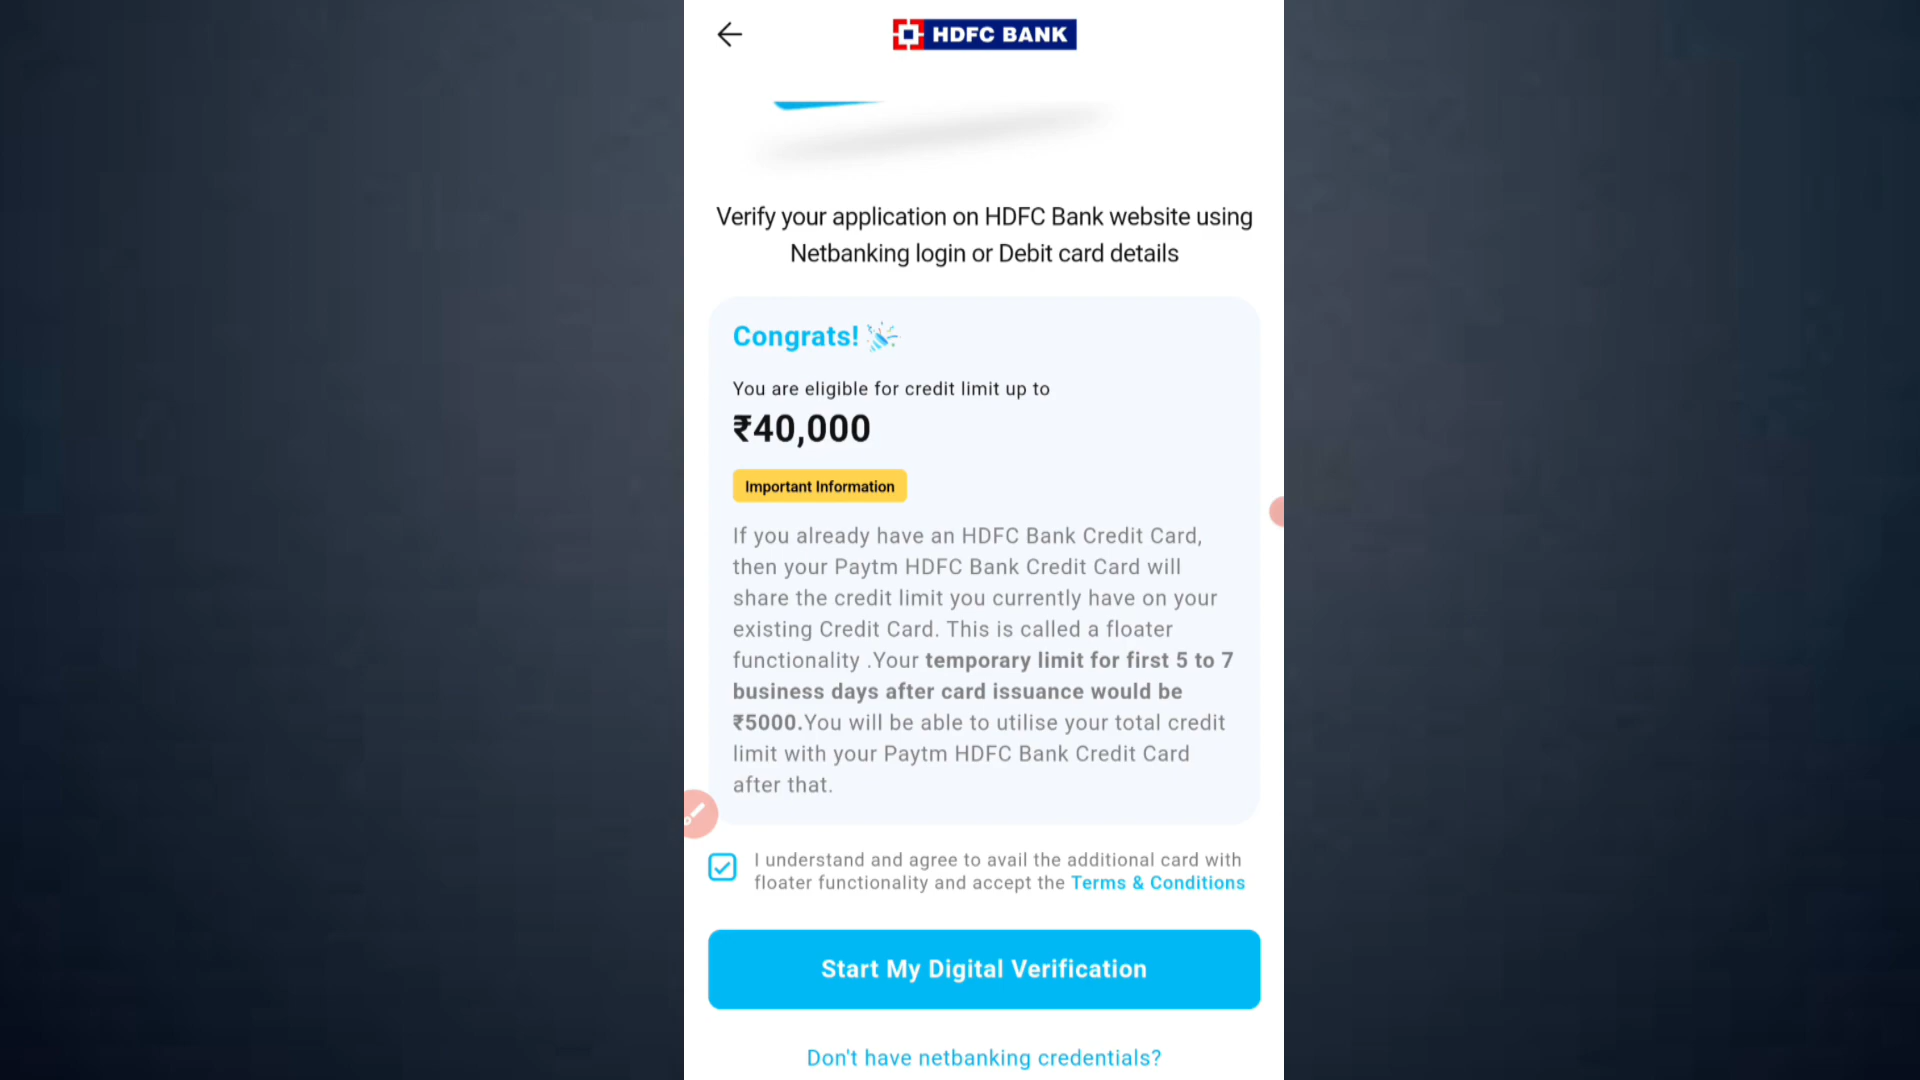 HDFC BANK
Verify your application on HDFC Bank website using
Netbanking login or Debit card details
Congrats!
You are eligible for credit limit up to
₹40,000
Important Information
If you already have an HDFC Bank Credit Card,
then your Paytm HDFC Bank Credit Card will
share the credit limit you currently have on your
existing Credit Card. This is called a floater
functionality .Your temporary limit for first 5 to 7
business days after card issuance would be
₹5000.You will be able to utilise your total credit
limit with your Paytm HDFC Bank Credit Card
after that.
I understand and agree to avail the additional card with
floater functionality and accept the Terms & Conditions
Start My Digital Verification
Don't have netbanking credentials?